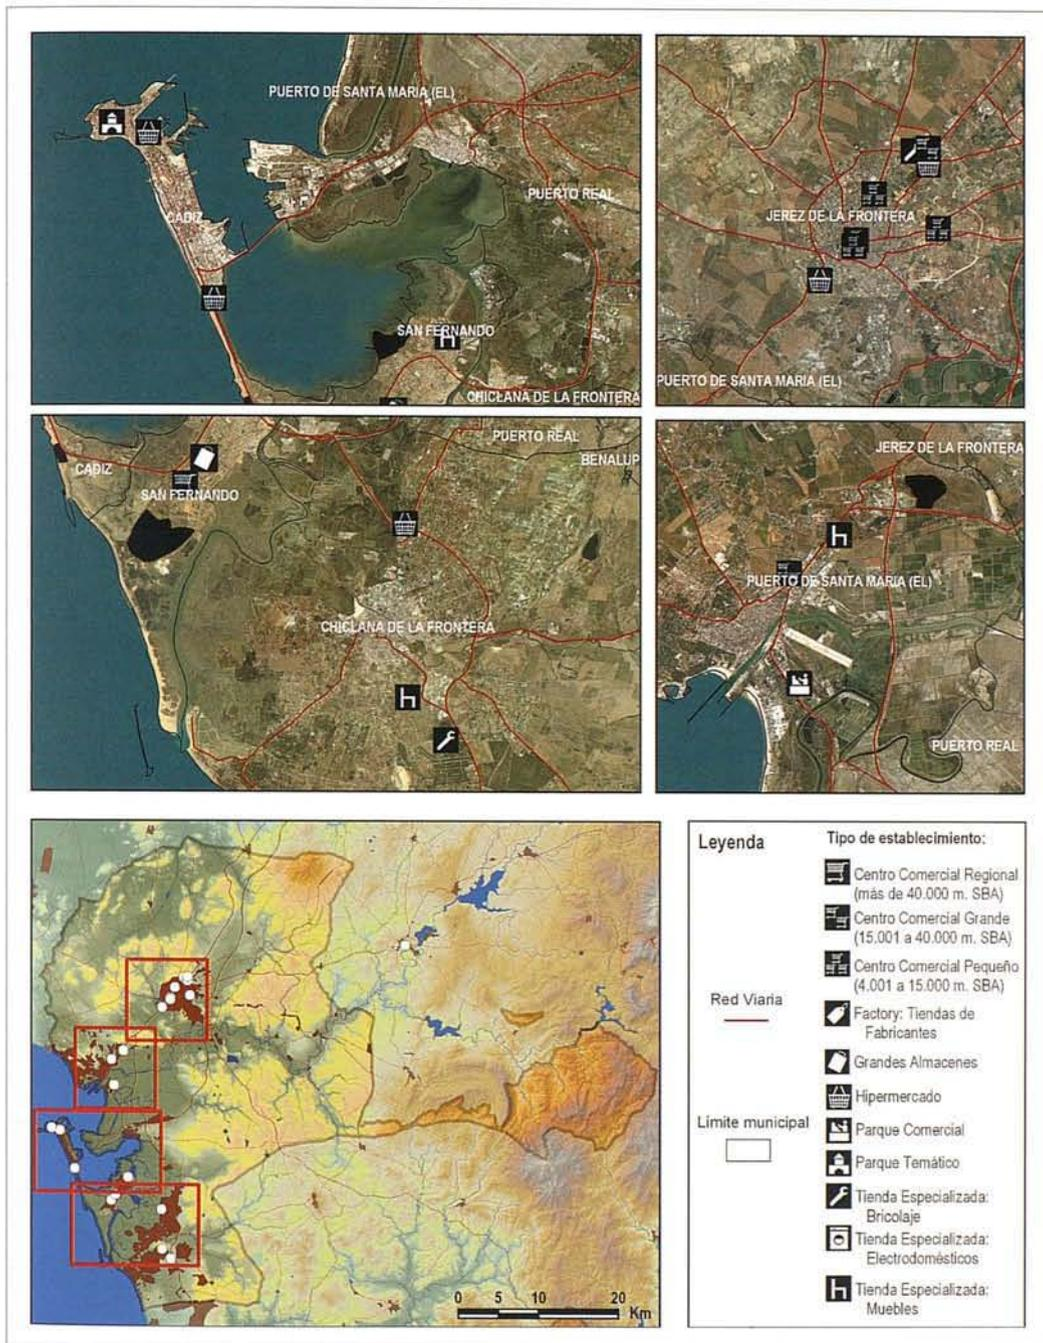 PUERTO DE SANTA MARIA (EL)
PUERTO REAL
CADIZ
SAN FERNANDO
CHICLANA DE LA FRONTERA
JEREZ DE LA FRONTERA
PUERTO DE SANTA MARIA (EL)
PUERTO REAL
BENALUP
CADIZ
SAN FERNANDO
CHICLANA DE LA FRONTERA
JEREZ DE LA FRONTERA
PUERTO DE SANTA MARIA (EL)
PUERTO REAL
0 5 10 20
Km
Leyenda
Red Viaria
Límite municipal
Tipo de establecimiento:
Centro Comercial Regional
(más de 40.000 m. SBA)
Centro Comercial Grande
(15.001 a 40.000 m. SBA)
Centro Comercial Pequeño
(4.001 a 15.000 m. SBA)
Factory: Tiendas de
Fabricantes
Grandes Almacenes
Hipermercado
Parque Comercial
Parque Temático
Tienda Especializada:
Bricolaje
Tienda Especializada:
Electrodomésticos
Tienda Especializada:
Muebles